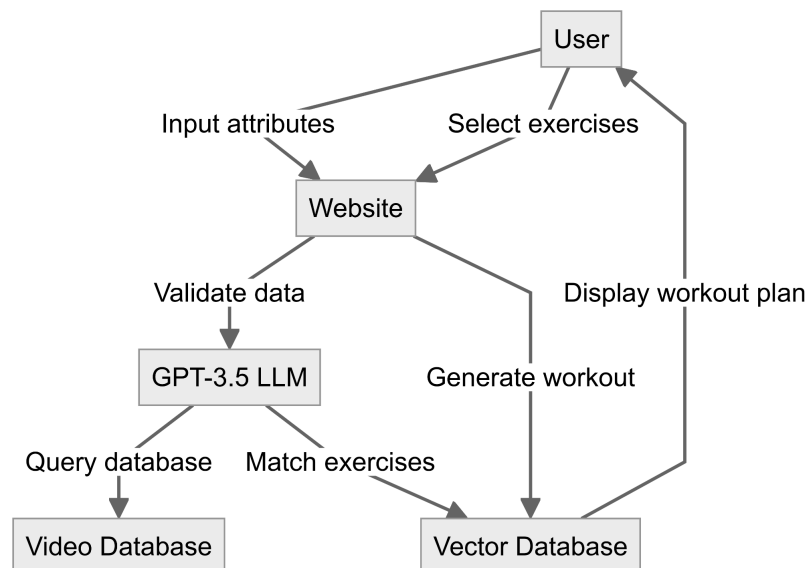 User
Input attributes
Select exercises
Website
Validate data
Display workout plan
GPT-3.5 LLM
Generate workout
Query database
Match exercises
Video Database
Vector Database